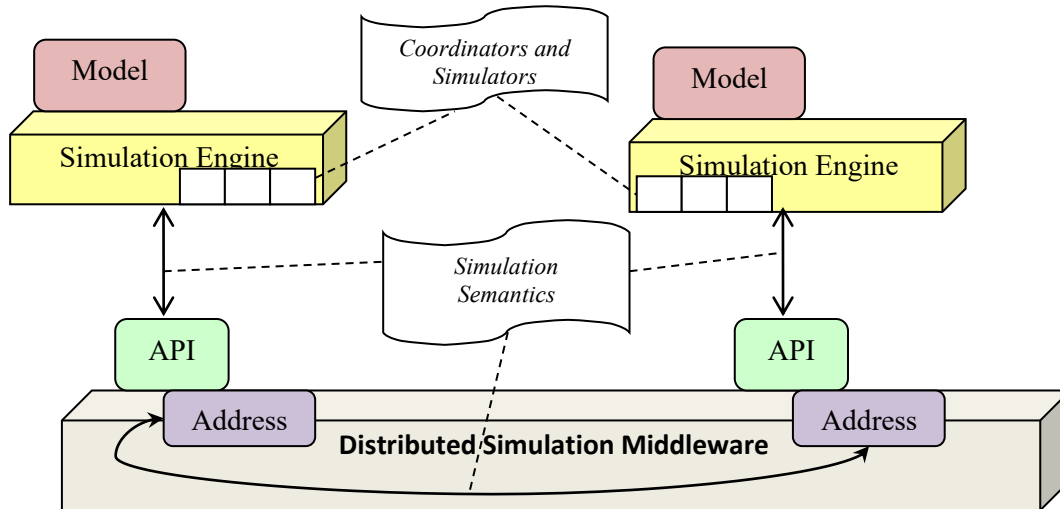 Coordinators and
Simulators
Model
Model
Simulation Engine
Simulation Engine
Simulation
Semantics
API
API
Address
Address
Distributed Simulation Middleware